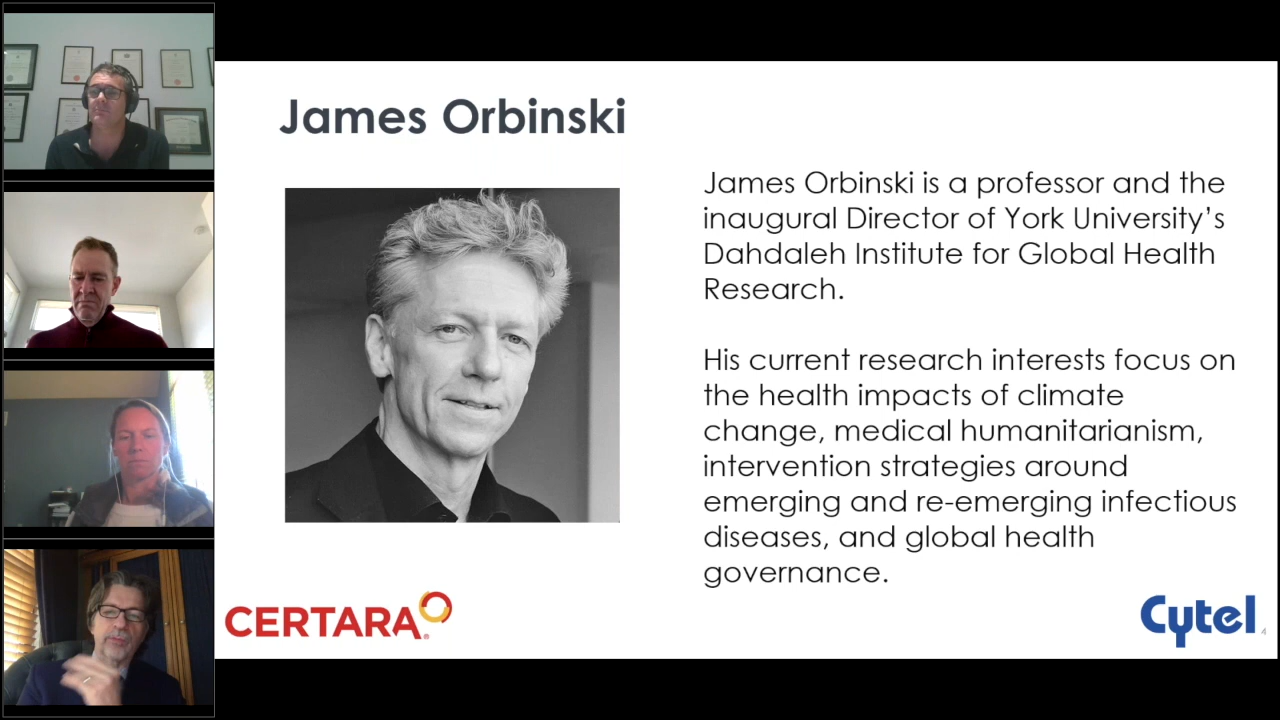 James Orbinski
James Orbinski is a professor and the
inaugural Director of York University’s
Dahdaleh Institute for Global Health
Research.
His current research interests focus on
the health impacts of climate
change, medical humanitarianism,
intervention strategies around
emerging and re-emerging infectious
diseases, and global health
governance.
CERTARA®
Cytel
4